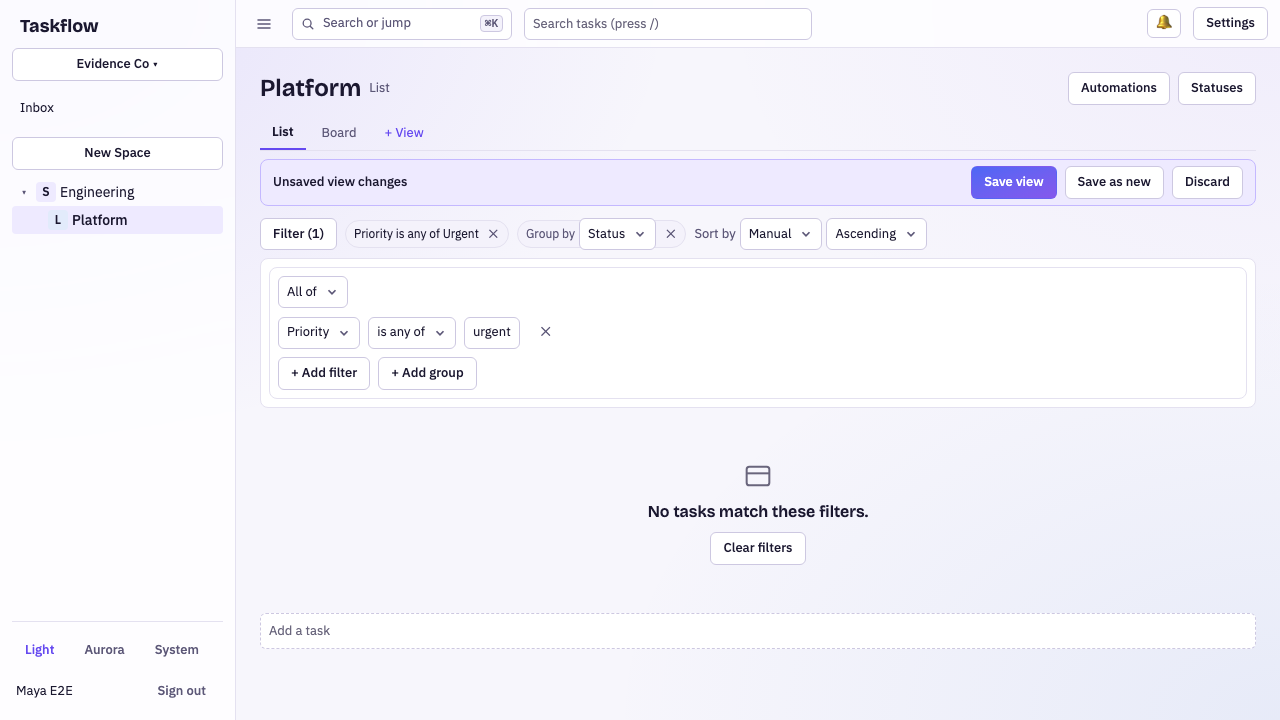 Taskflow
Evidence Co ▾
Inbox
New Space
▾ S Engineering
L Platform
Light Aurora System
Maya E2E Sign out
Search or jump ⌘K
Search tasks (press /)
Settings
Platform List
Automations Statuses
List Board + View
Unsaved view changes
Save view Save as new Discard
Filter (1) Priority is any of Urgent Group by Status Sort by Manual Ascending
All of
Priority is any of urgent
+ Add filter + Add group
No tasks match these filters.
Clear filters
Add a task